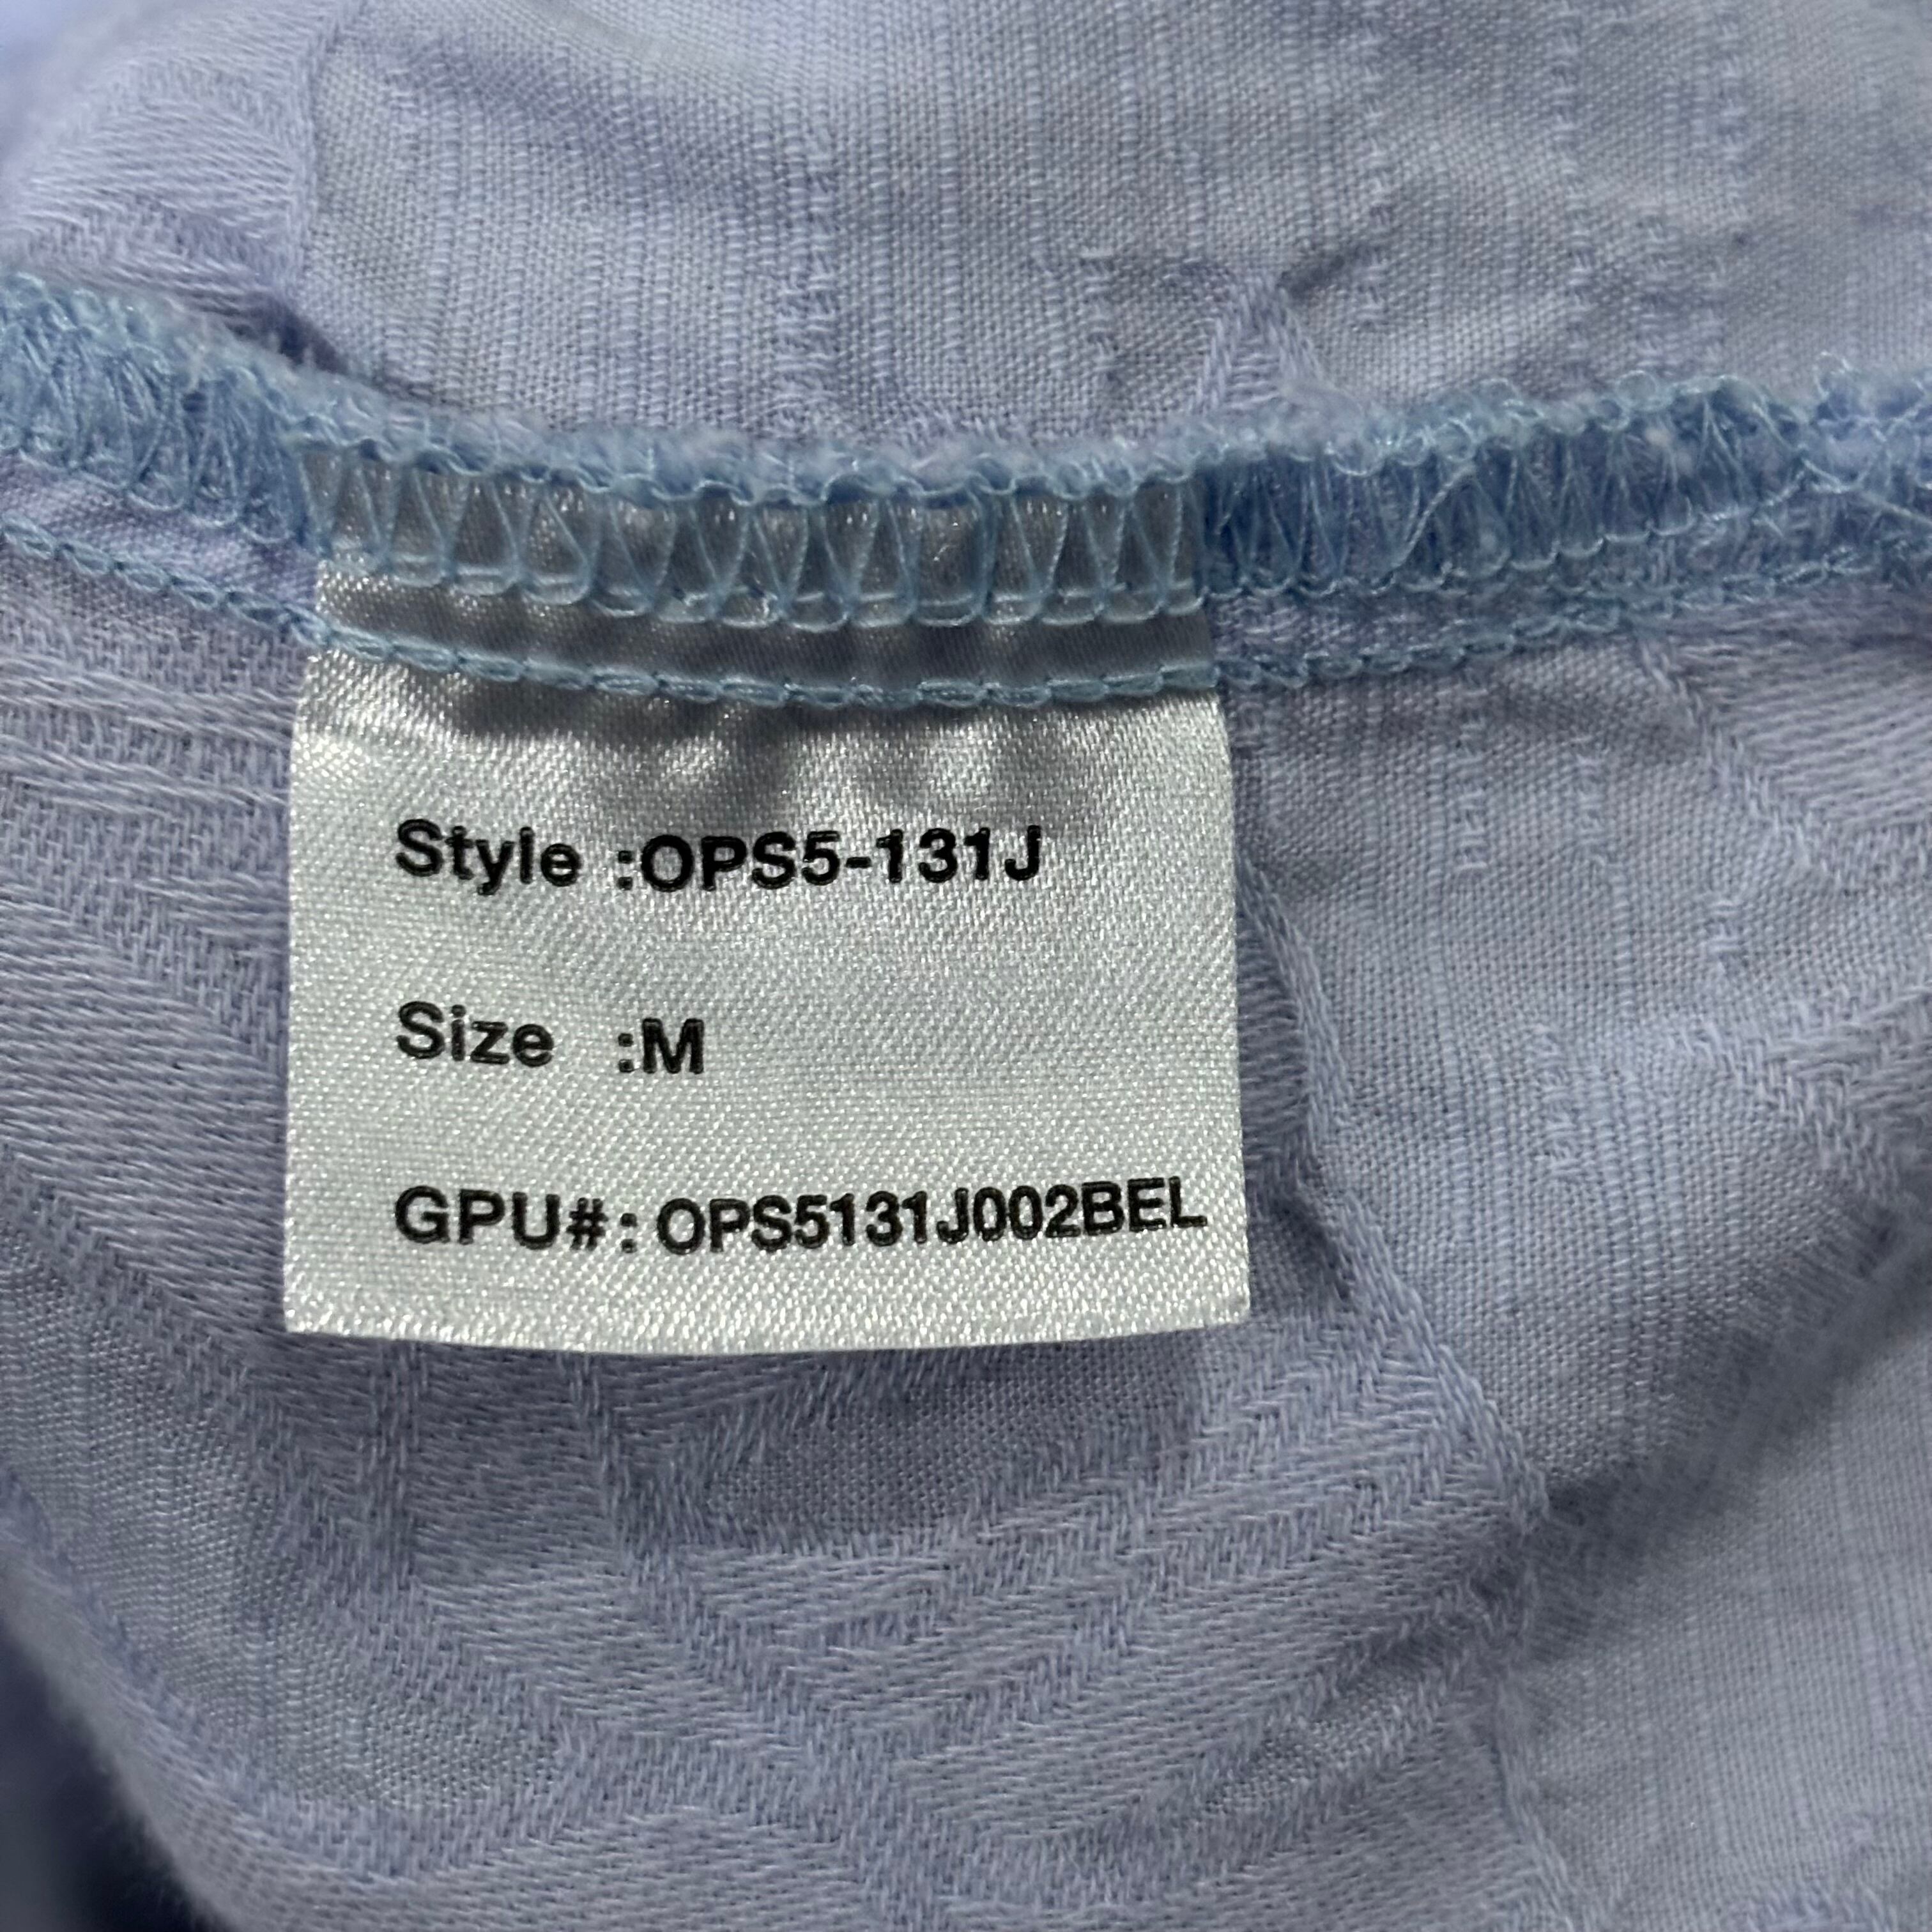 Style :OPS5-131J
Size :M
GPU#: OPS5131J002BEL